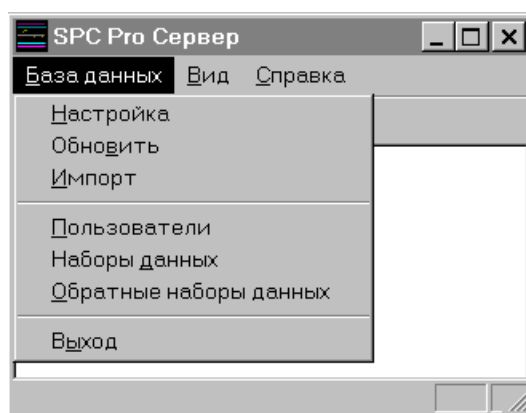 SPC Pro Сервер
База данных Вид Справка
Настройка
Обновить
Импорт
Пользователи
Наборы данных
Обратные наборы данных
Выход